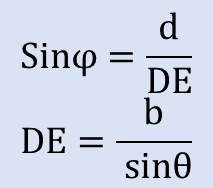 Sinφ = d/DE
DE = b/sinθ